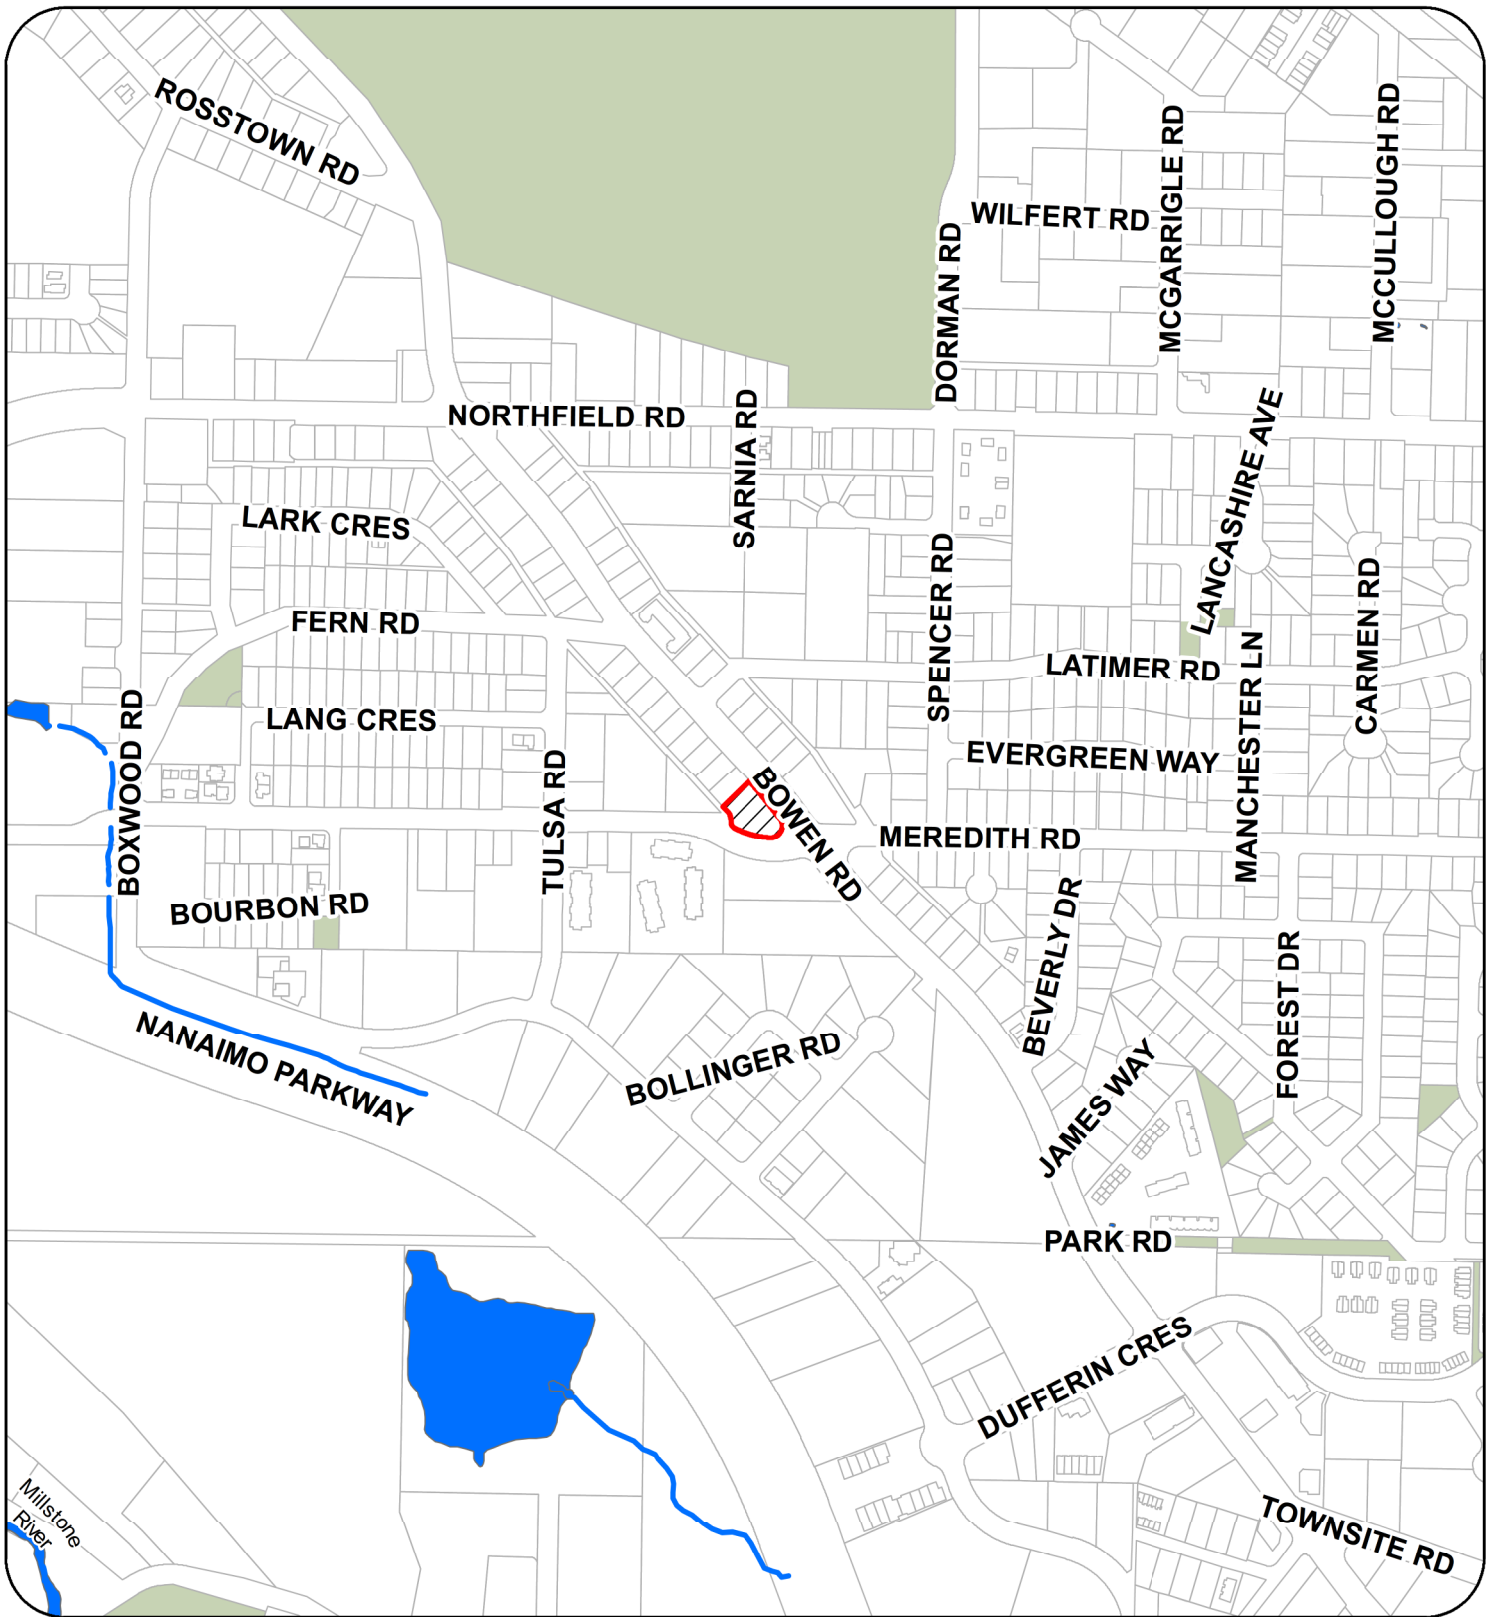 ROSSTOWN RD
MCCULLOUGH RD
MCGARRIGLE RD
WILFERT RD
DORMAN RD
NORTHFIELD RD
SARNIA RD
LANCASHIRE AVE
LARK CRES
SPENCER RD
CARMEN RD
FERN RD
LATIMER RD
MANCHESTER LN
LANG CRES
BOXWOOD RD
EVERGREEN WAY
TULSA RD
BOWEN RD
MEREDITH RD
BOURBON RD
BEVERLY DR
FOREST DR
NANAIMO PARKWAY
BOLLINGER RD
JAMES WAY
PARK RD
DUFFERIN CRES
Millstone
River
TOWNSITE RD